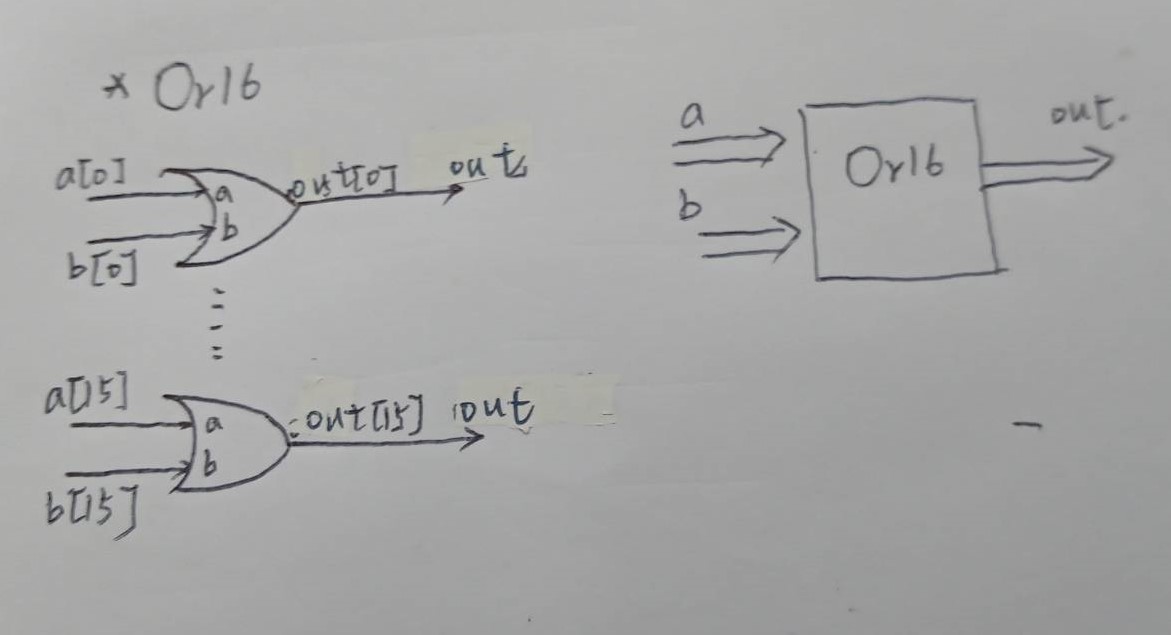 * Or16
a[0]
a
b
b[0]
out[0] out
a[15]
a
b
b[15]
out[15] out
a
b
Or16
out.